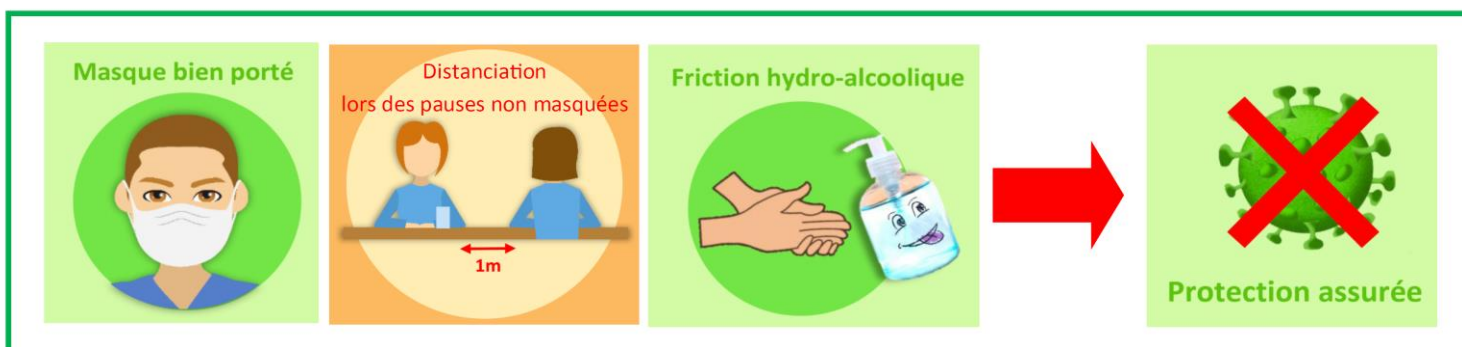 Masque bien porté
Distanciation
lors des pauses non masquées
1m
Friction hydro-alcoolique
Protection assurée